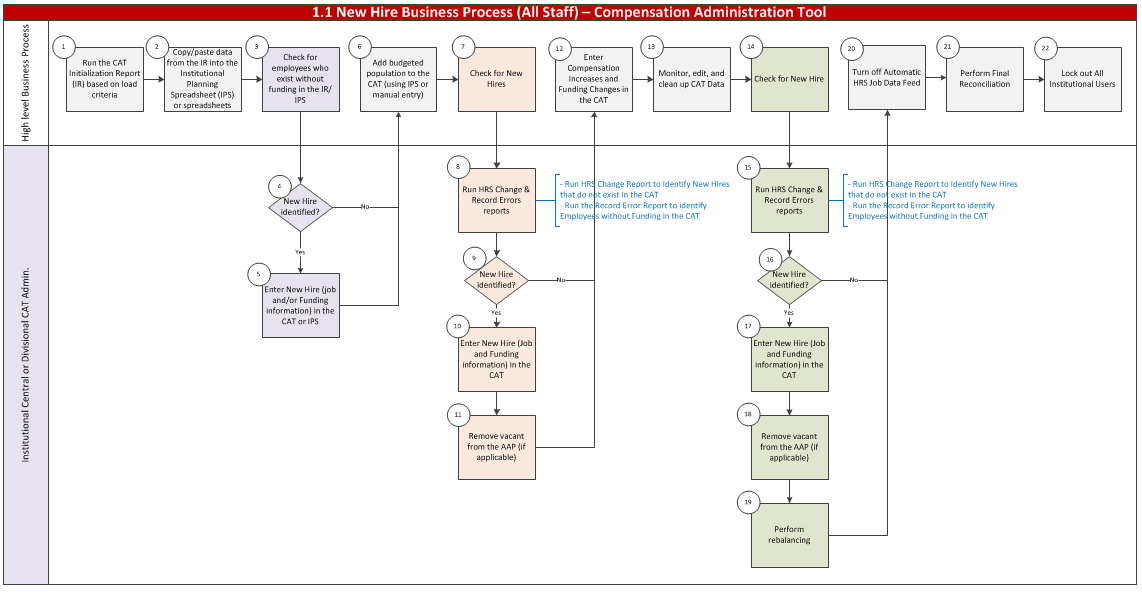 1.1 New Hire Business Process (All Staff) – Compensation Administration Tool
High level Business Process
1
Run the CAT
Initialization Report
(IR) based on load
criteria
2
Copy/paste data
from the IR into the
Institutional
Planning
Spreadsheet (IPS)
or spreadsheets
3
Check for
employees who
exist without
funding in the IR/
IPS
6
Add budgeted
population to the
CAT (using IPS or
manual entry)
7
Check for New
Hires
12
Enter
Compensation
Increases and
Funding Changes in
the CAT
13
Monitor, edit, and
clean up CAT Data
14
Check for New Hire
20
Turn off Automatic
HRS Job Data Feed
21
Perform Final
Reconciliation
22
Lock out All
Institutional Users
Institutional Central or Divisional CAT Admin.
4
New Hire
identified?
No
Yes
5
Enter New Hire (job
and/or Funding
information) in the
CAT or IPS
8
Run HRS Change &
Record Errors
reports
- Run HRS Change Report to Identify New Hires
that do not exist in the CAT
- Run the Record Error Report to identify
Employees without Funding in the CAT
9
New Hire
identified?
No
Yes
10
Enter New Hire (Job
and Funding
information) in the
CAT
11
Remove vacant
from the AAP (if
applicable)
15
Run HRS Change &
Record Errors
reports
- Run HRS Change Report to Identify New Hires
that do not exist in the CAT
- Run the Record Error Report to identify
Employees without Funding in the CAT
16
New Hire
identified?
No
Yes
17
Enter New Hire (Job
and Funding
information) in the
CAT
18
Remove vacant
from the AAP (if
applicable)
19
Perform
rebalancing